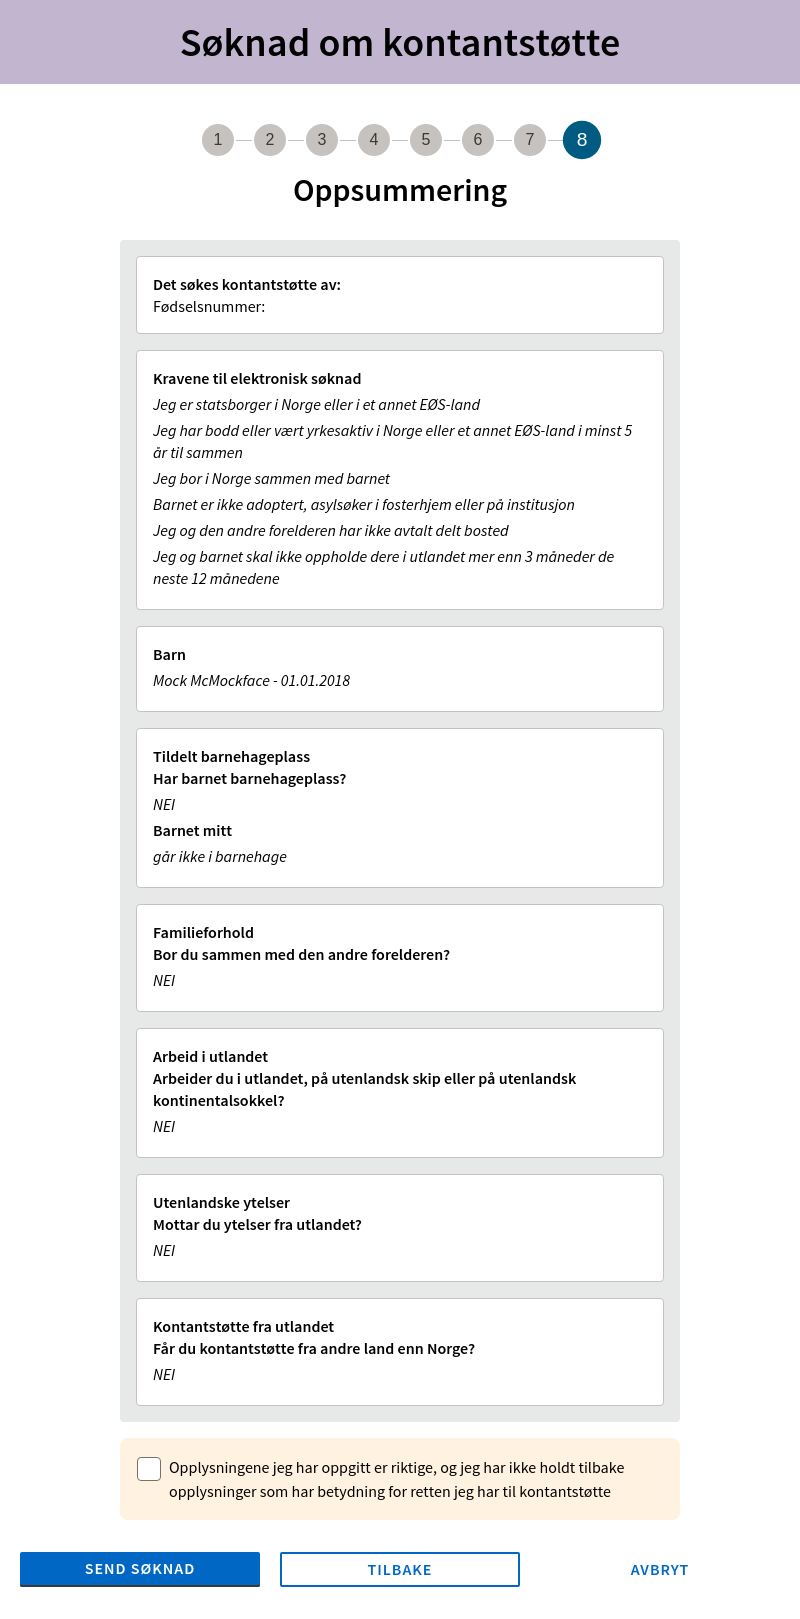 Søknad om kontantstøtte
1 2 3 4 5 6 7 8
Oppsummering
Det søkes kontantstøtte av:
Fødselsnummer:
Kravene til elektronisk søknad
Jeg er statsborger i Norge eller i et annet EØS-land
Jeg har bodd eller vært yrkesaktiv i Norge eller et annet EØS-land i minst 5
år til sammen
Jeg bor i Norge sammen med barnet
Barnet er ikke adoptert, asylsøker i fosterhjem eller på institusjon
Jeg og den andre forelderen har ikke avtalt delt bosted
Jeg og barnet skal ikke oppholde dere i utlandet mer enn 3 måneder de
neste 12 månedene
Barn
Mock McMockface - 01.01.2018
Tildelt barnehageplass
Har barnet barnehageplass?
NEI
Barnet mitt
går ikke i barnehage
Familieforhold
Bor du sammen med den andre forelderen?
NEI
Arbeid i utlandet
Arbeider du i utlandet, på utenlandsk skip eller på utenlandsk
kontinentalsokkel?
NEI
Utenlandske ytelser
Mottar du ytelser fra utlandet?
NEI
Kontantstøtte fra utlandet
Får du kontantstøtte fra andre land enn Norge?
NEI
Opplysningene jeg har oppgitt er riktige, og jeg har ikke holdt tilbake
opplysninger som har betydning for retten jeg har til kontantstøtte
SEND SØKNAD TILBAKE AVBRYT